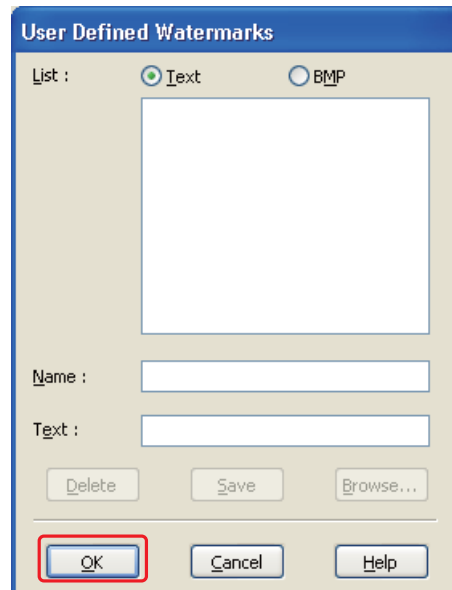 User Defined Watermarks
List : Text BMP
Name :
Text :
Delete Save Browse...
OK Cancel Help